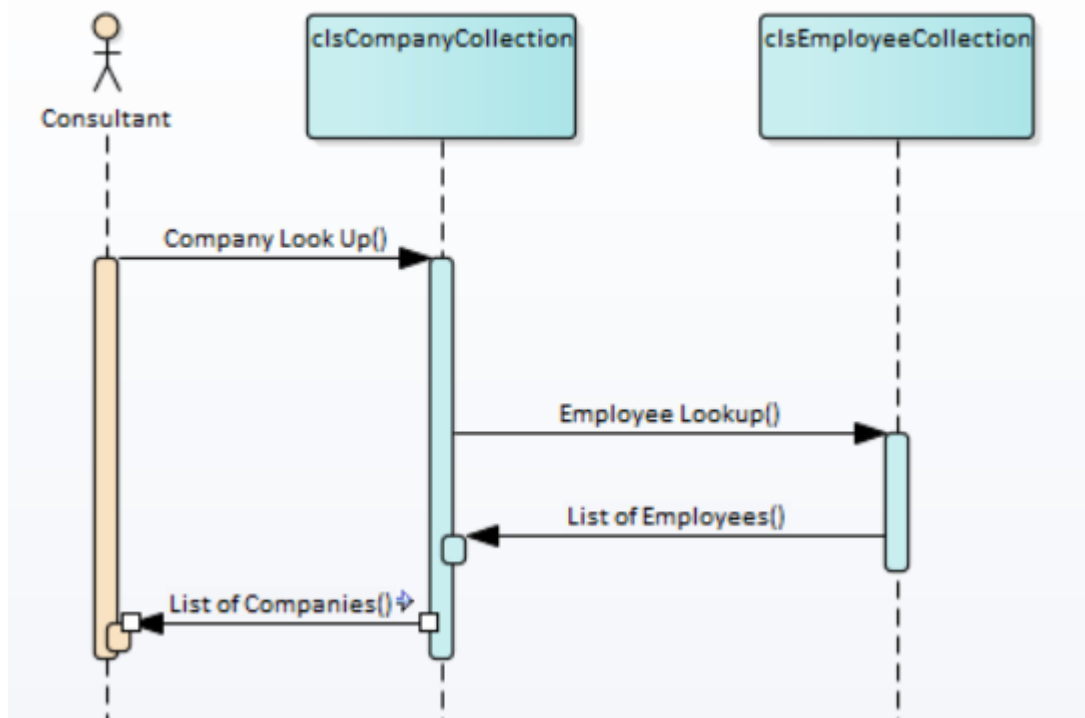 clsCompanyCollection
clsEmployeeCollection
Consultant
Company Look Up()
Employee Lookup()
List of Employees()
List of Companies()